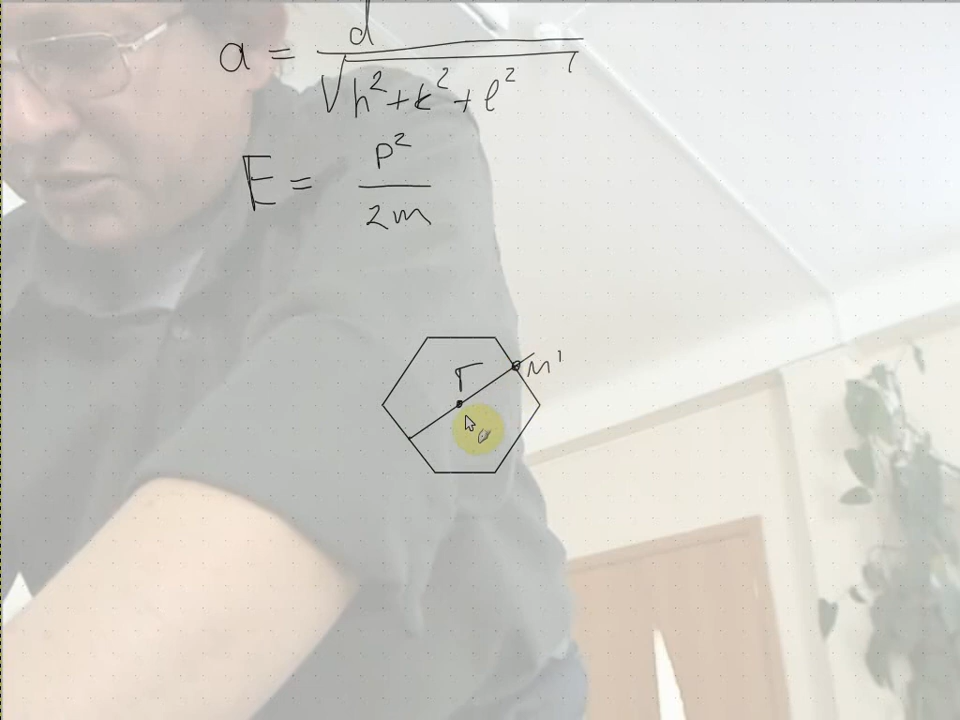 a = d / √(h² + k² + l²)
E = p² / 2m
Γ M'